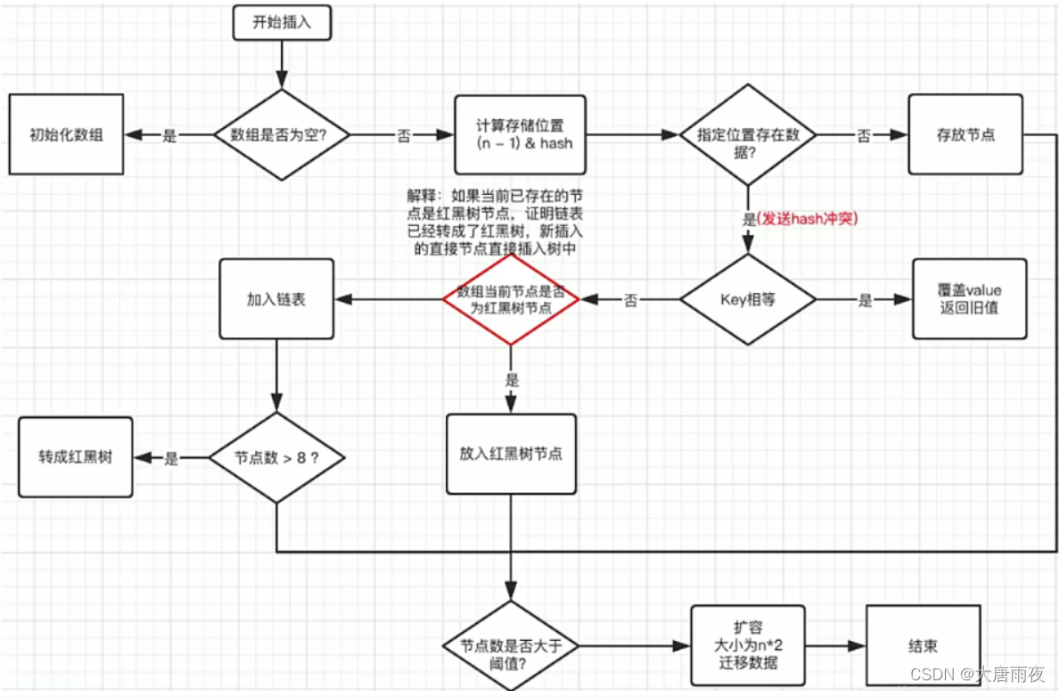 开始插入
初始化数组
是
数组是否为空?
否
计算存储位置
(n – 1) & hash
指定位置存在数
据?
否
存放节点
解释：如果当前已存在的节
点是红黑树节点，证明链表
已经转成了红黑树，新插入
的直接节点直接插入树中
是(发送hash冲突)
加入链表
数组当前节点是否
为红黑树节点
否
Key相等
是
覆盖value
返回旧值
是
转成红黑树
是
节点数 > 8 ?
放入红黑树节点
节点数是否大于
阈值?
扩容
大小为n*2
迁移数据
结束
CSDN @大唐雨夜